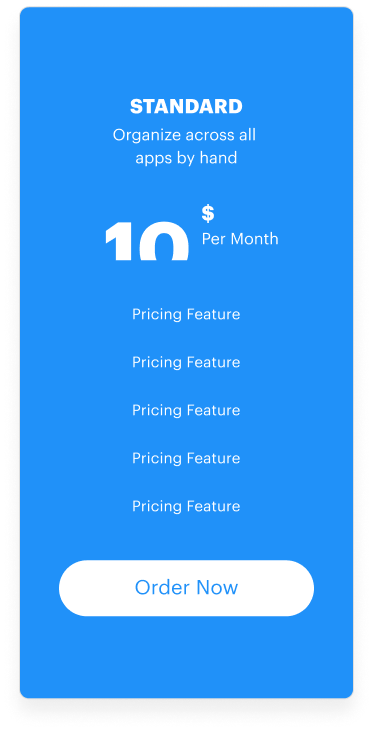 STANDARD
Organize across all
apps by hand
10
$
Per Month
Pricing Feature
Pricing Feature
Pricing Feature
Pricing Feature
Pricing Feature
Order Now